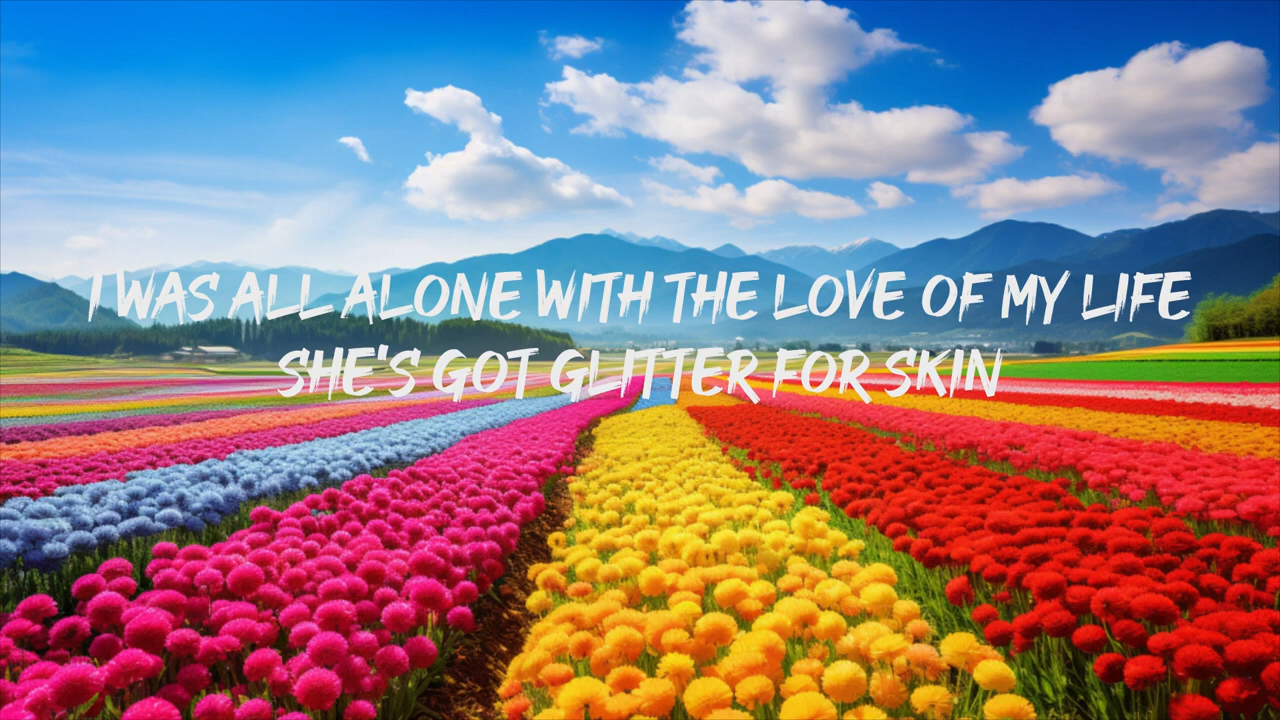 I WAS ALL ALONE WITH THE LOVE OF MY LIFE
SHE'S GOT GLITTER FOR SKIN